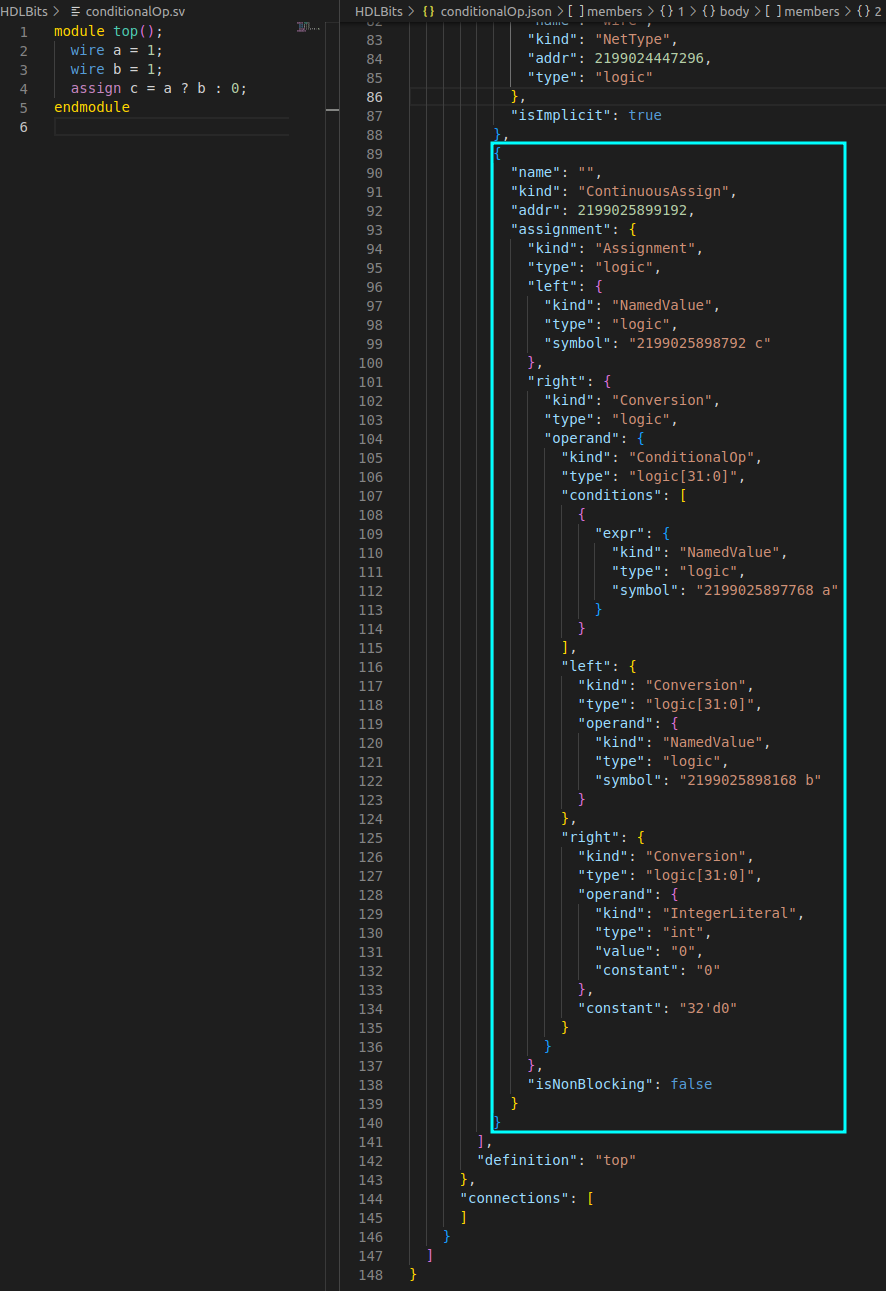 HDLBits > conditionalOp.sv
1 module top();
2 wire a = 1;
3 wire b = 1;
4 assign c = a ? b : 0;
5 endmodule
6
HDLBits > {} conditionalOp.json > [ ] members > {} 1 > {} body > [ ] members > {} 2
82 "name": "wire",
83 "kind": "NetType",
84 "addr": 2199024447296,
85 "type": "logic"
86 },
87 "isImplicit": true
88 },
89 {
90 "name": "",
91 "kind": "ContinuousAssign",
92 "addr": 2199025899192,
93 "assignment": {
94 "kind": "Assignment",
95 "type": "logic",
96 "left": {
97 "kind": "NamedValue",
98 "type": "logic",
99 "symbol": "2199025898792 c"
100 },
101 "right": {
102 "kind": "Conversion",
103 "type": "logic",
104 "operand": {
105 "kind": "ConditionalOp",
106 "type": "logic[31:0]",
107 "conditions": [
108 {
109 "expr": {
110 "kind": "NamedValue",
111 "type": "logic",
112 "symbol": "2199025897768 a"
113 }
114 }
115 ],
116 "left": {
117 "kind": "Conversion",
118 "type": "logic[31:0]",
119 "operand": {
120 "kind": "NamedValue",
121 "type": "logic",
122 "symbol": "2199025898168 b"
123 }
124 },
125 "right": {
126 "kind": "Conversion",
127 "type": "logic[31:0]",
128 "operand": {
129 "kind": "IntegerLiteral",
130 "type": "int",
131 "value": "0",
132 "constant": "0"
133 },
134 "constant": "32'd0"
135 }
136 }
137 },
138 "isNonBlocking": false
139 }
140 }
141 ],
142 "definition": "top"
143 },
144 "connections": [
145 ]
146 }
147 ]
148 }